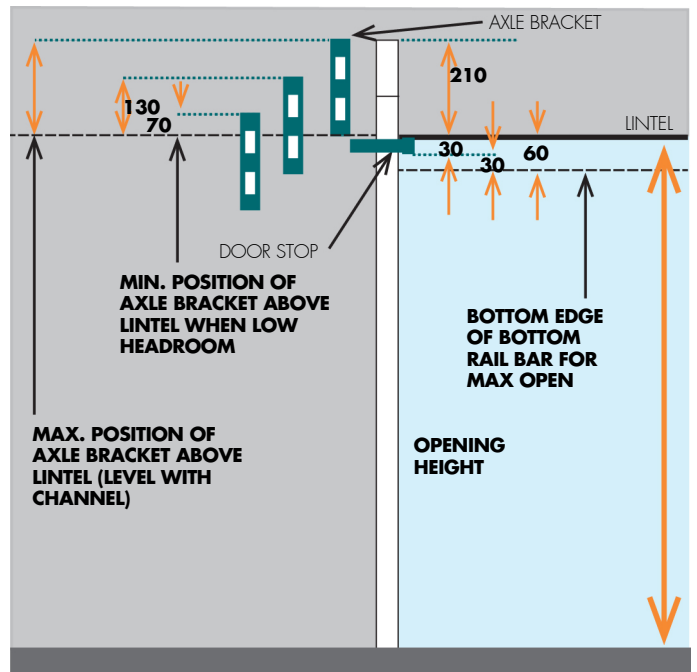 AXLE BRACKET
210
130
70
LINTEL
30
30
60
DOOR STOP
MIN. POSITION OF
AXLE BRACKET ABOVE
LINTEL WHEN LOW
HEADROOM
BOTTOM EDGE
OF BOTTOM
RAIL BAR FOR
MAX OPEN
MAX. POSITION OF
AXLE BRACKET ABOVE
LINTEL (LEVEL WITH
CHANNEL)
OPENING
HEIGHT